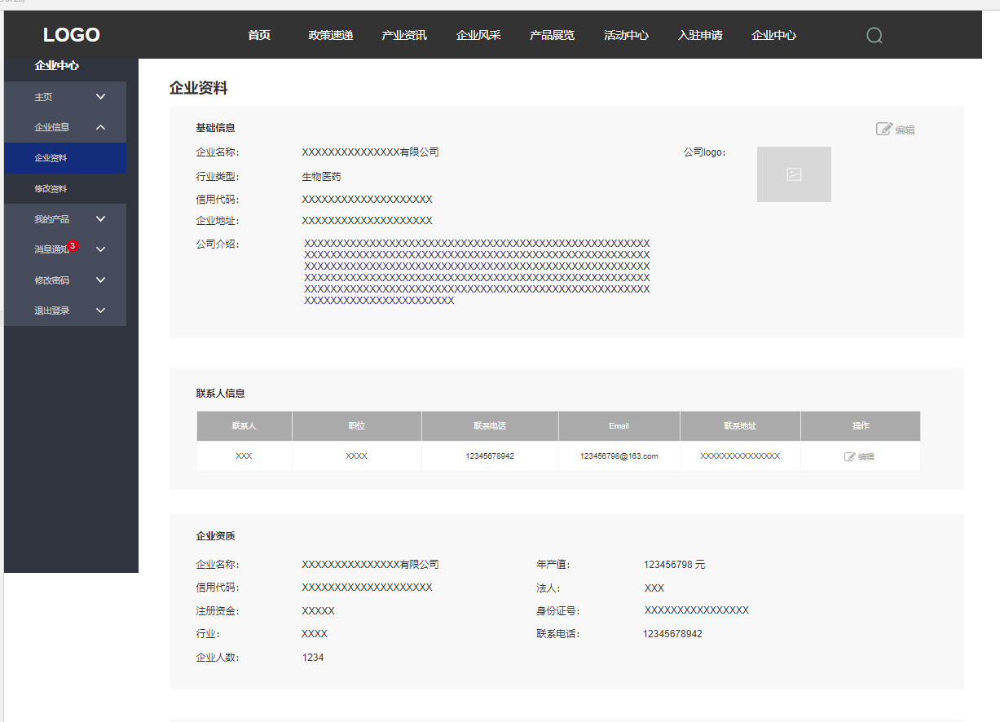 LOGO 首页 政策速递 产业资讯 企业风采 产品展览 活动中心 入驻申请 企业中心
企业中心
主页
企业信息
企业资料
修改资料
我的产品
消息通知 3
修改密码
退出登录
企业资料
基础信息 编辑
企业名称: XXXXXXXXXXXXXXX有限公司 公司logo:
行业类型: 生物医药
信用代码: XXXXXXXXXXXXXXXXXXXX
企业地址: XXXXXXXXXXXXXXXXXXXX
公司介绍: XXXXXXXXXXXXXXXXXXXXXXXXXXXXXXXXXXXXXXXXXXXXXXXXXXXXX
XXXXXXXXXXXXXXXXXXXXXXXXXXXXXXXXXXXXXXXXXXXXXXXXXXXXX
XXXXXXXXXXXXXXXXXXXXXXXXXXXXXXXXXXXXXXXXXXXXXXXXXXXXX
XXXXXXXXXXXXXXXXXXXXXXXXXXXXXXXXXXXXXXXXXXXXXXXXXXXXX
XXXXXXXXXXXXXXXXXXXXXXXXXXXXXXXXXXXXXXXXXXXXXXXXXXXXX
XXXXXXXXXXXXXXXXXXXXXXX
联系人信息
联系人 职位 联系电话 Email 联系地址 操作
XXX XXXX 12345678942 123456798@163.com XXXXXXXXXXXXXXX 编辑
企业资质
企业名称: XXXXXXXXXXXXXXX有限公司 年产值: 123456798 元
信用代码: XXXXXXXXXXXXXXXXXXXX 法人: XXX
注册资金: XXXXX 身份证号: XXXXXXXXXXXXXXXX
行业: XXXX 联系电话: 12345678942
企业人数: 1234